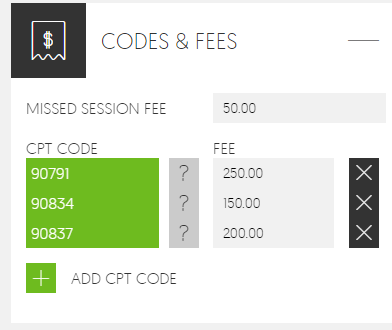 $ CODES & FEES
MISSED SESSION FEE 50.00
CPT CODE FEE
90791 ? 250.00
90834 ? 150.00
90837 ? 200.00
ADD CPT CODE